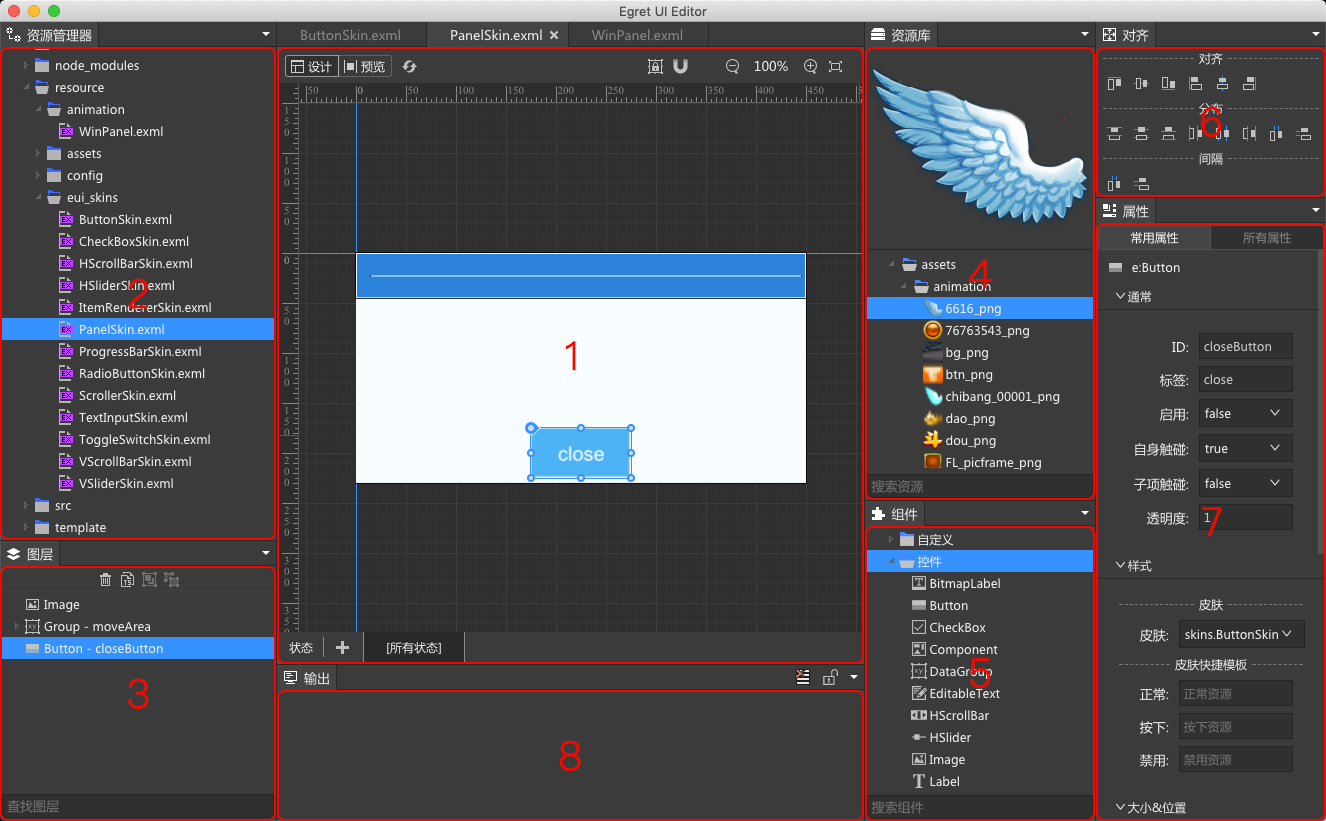 Egret UI Editor
资源管理器
ButtonSkin.exml
PanelSkin.exml ×
WinPanel.exml
资源库
对齐
node_modules
resource
animation
WinPanel.exml
assets
config
eui_skins
ButtonSkin.exml
CheckBoxSkin.exml
HScrollBarSkin.exml
HSliderSkin.exml
ItemRendererSkin.exml
PanelSkin.exml
ProgressBarSkin.exml
RadioButtonSkin.exml
ScrollerSkin.exml
TextInputSkin.exml
ToggleSwitchSkin.exml
VScrollBarSkin.exml
VSliderSkin.exml
src
template
2
图层
Image
Group - moveArea
Button - closeButton
3
查找图层
设计
预览
100%
50 0 50 100 150 200 250 300 350 400 450
150
100
50
0
50
100
150
200
250
300
1
close
状态
[所有状态]
输出
8
assets
4
animation
6616_png
76763543_png
bg_png
btn_png
chibang_00001_png
dao_png
dou_png
FL_picframe_png
搜索资源
组件
自定义
控件
BitmapLabel
Button
CheckBox
Component
DataGroup
5
EditableText
HScrollBar
HSlider
Image
Label
搜索组件
对齐
分布
6
间隔
属性
常用属性
所有属性
e:Button
通常
ID: closeButton
标签: close
启用: false
自身触碰: true
子项触碰: false
透明度: 1
7
样式
皮肤
皮肤: skins.ButtonSkin
皮肤快捷模板
正常: 正常资源
按下: 按下资源
禁用: 禁用资源
大小&位置